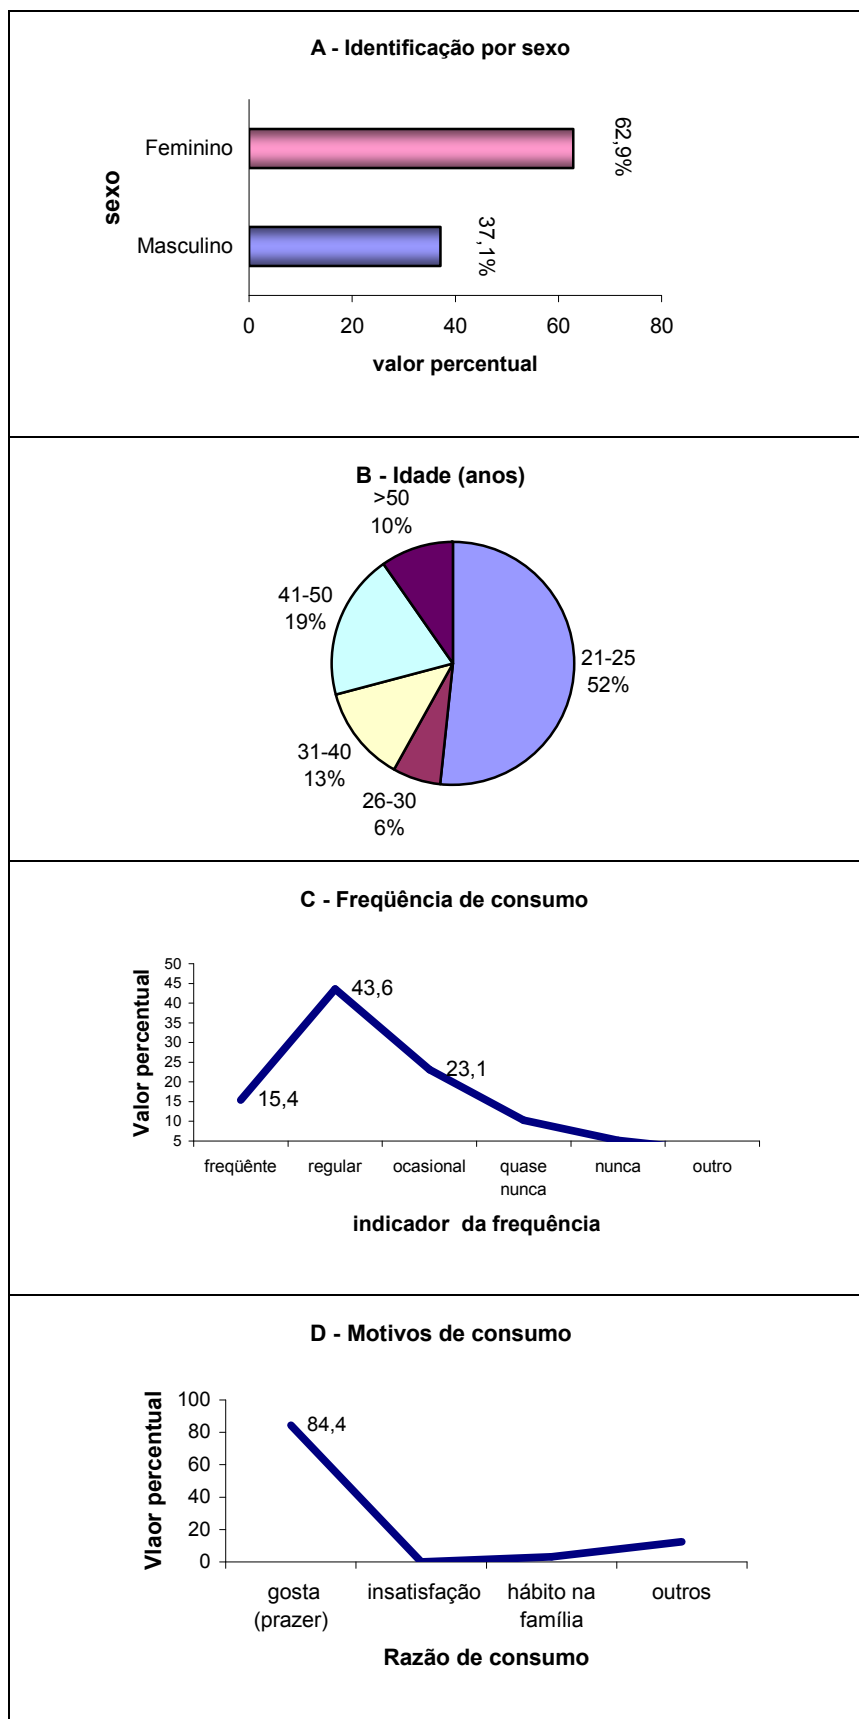 A - Identificação por sexo
62,9%
Feminino
sexo
37,1%
Masculino
0 20 40 60 80
valor percentual
B - Idade (anos)
>50
10%
41-50
19%
21-25
52%
31-40
13%
26-30
6%
C - Freqüência de consumo
Valor percentual
50
45
40
35
30
25
20
15
10
5
43,6
23,1
15,4
freqüênte regular ocasional quase nunca outro
nunca
indicador da frequência
D - Motivos de consumo
Vlaor percentual
100
80
60
40
20
0
84,4
gosta insatisfação hábito na outros
(prazer) família
Razão de consumo